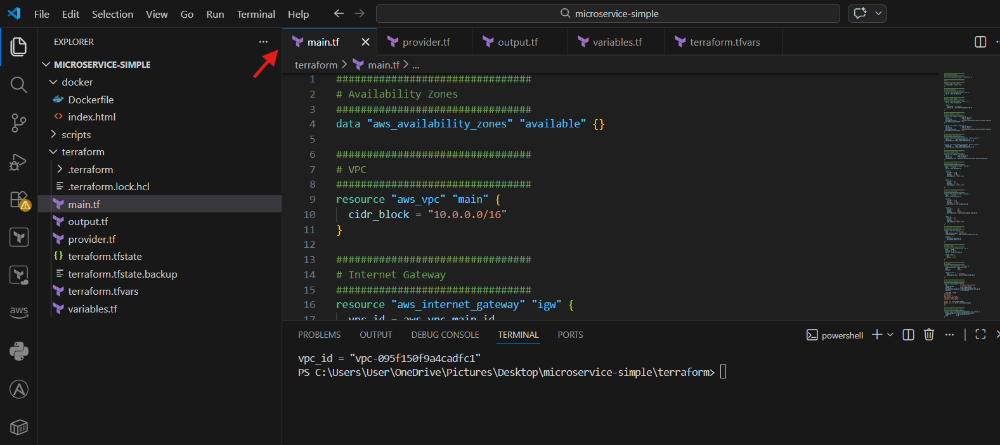 File Edit Selection View Go Run Terminal Help
microservice-simple
EXPLORER
MICROSERVICE-SIMPLE
docker
Dockerfile
index.html
scripts
terraform
.terraform
.terraform.lock.hcl
main.tf
output.tf
provider.tf
terraform.tfstate
terraform.tfstate.backup
terraform.tfvars
variables.tf
aws
main.tf provider.tf output.tf variables.tf terraform.tfvars
terraform > main.tf > ...
1 ################################
2 # Availability Zones
3 ################################
4 data "aws_availability_zones" "available" {}
5
6 ################################
7 # VPC
8 ################################
9 resource "aws_vpc" "main" {
10 cidr_block = "10.0.0.0/16"
11 }
12
13 ################################
14 # Internet Gateway
15 ################################
16 resource "aws_internet_gateway" "igw" {
17 vpc_id = aws_vpc.main.id
PROBLEMS OUTPUT DEBUG CONSOLE TERMINAL PORTS
powershell
vpc_id = "vpc-095f150f9a4cadfc1"
PS C:\Users\User\OneDrive\Pictures\Desktop\microservice-simple\terraform>